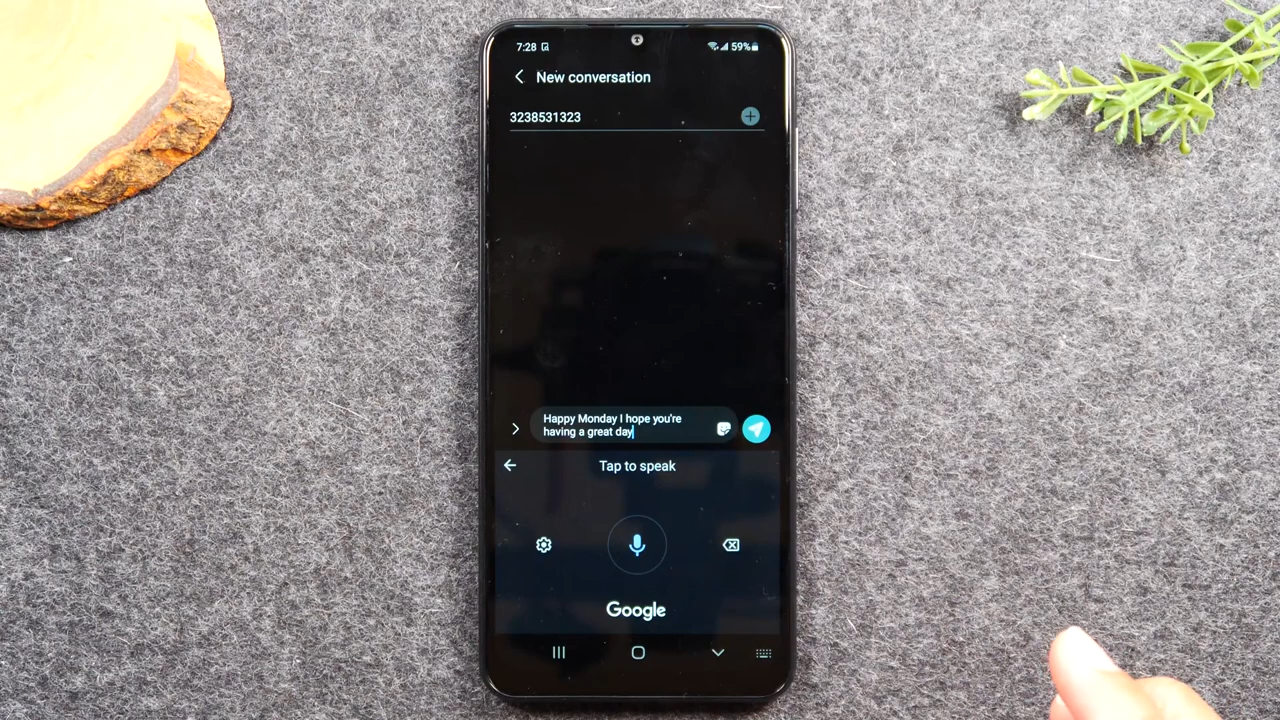 7:28
59%
New conversation
3238531323
Happy Monday I hope you're
having a great day
Tap to speak
Google